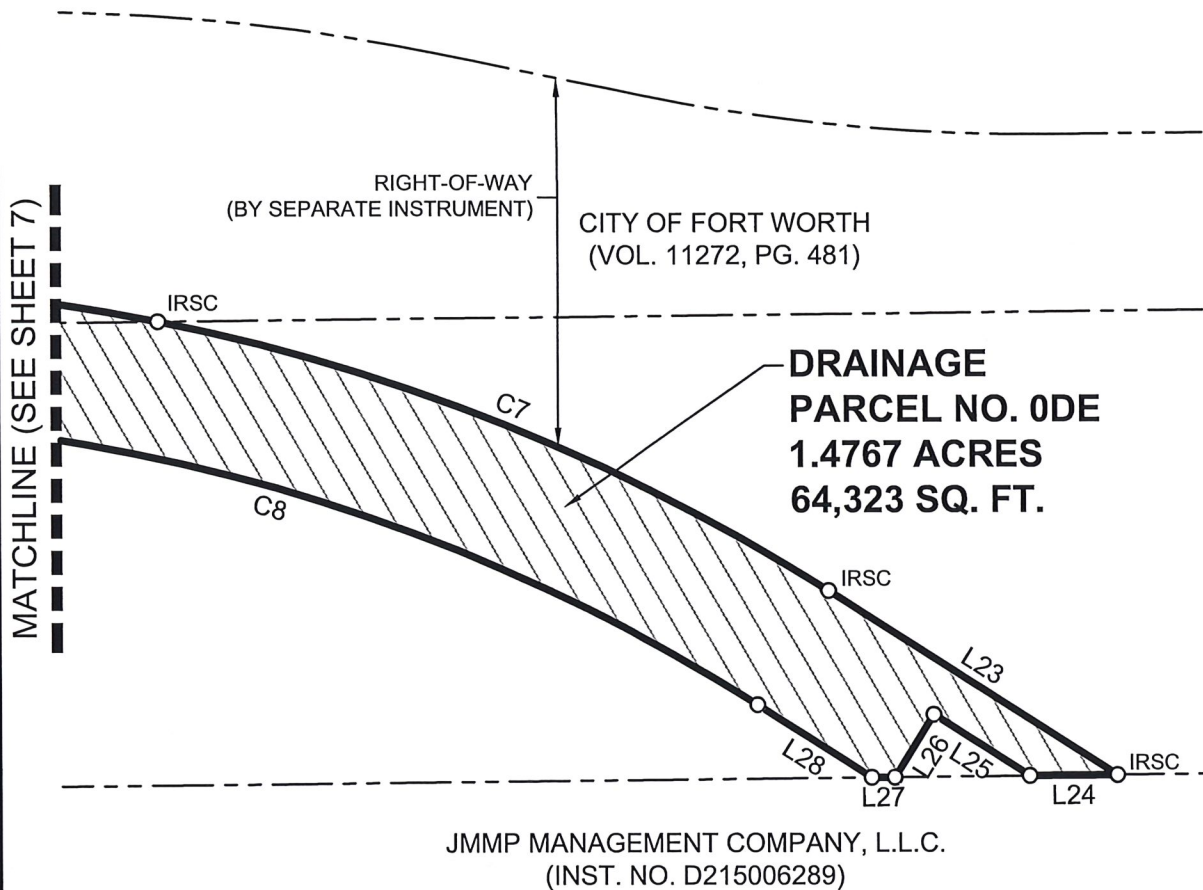 RIGHT-OF-WAY
(BY SEPARATE INSTRUMENT)
CITY OF FORT WORTH
(VOL. 11272, PG. 481)
MATCHLINE (SEE SHEET 7)
IRSC
DRAINAGE
PARCEL NO. 0DE
1.4767 ACRES
64,323 SQ. FT.
C7
C8
IRSC
L23
L28
L26
L25
IRSC
L27
L24
JMMP MANAGEMENT COMPANY, L.L.C.
(INST. NO. D215006289)